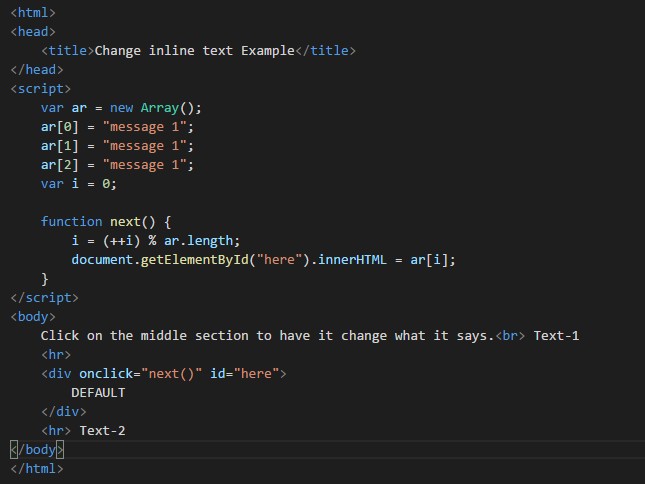 <html>
<head>
    <title>Change inline text Example</title>
</head>
<script>
    var ar = new Array();
    ar[0] = "message 1";
    ar[1] = "message 1";
    ar[2] = "message 1";
    var i = 0;

    function next() {
        i = (++i) % ar.length;
        document.getElementById("here").innerHTML = ar[i];
    }
</script>
<body>
    Click on the middle section to have it change what it says.<br> Text-1
    <hr>
    <div onclick="next()" id="here">
        DEFAULT
    </div>
    <hr> Text-2
</body>
</html>